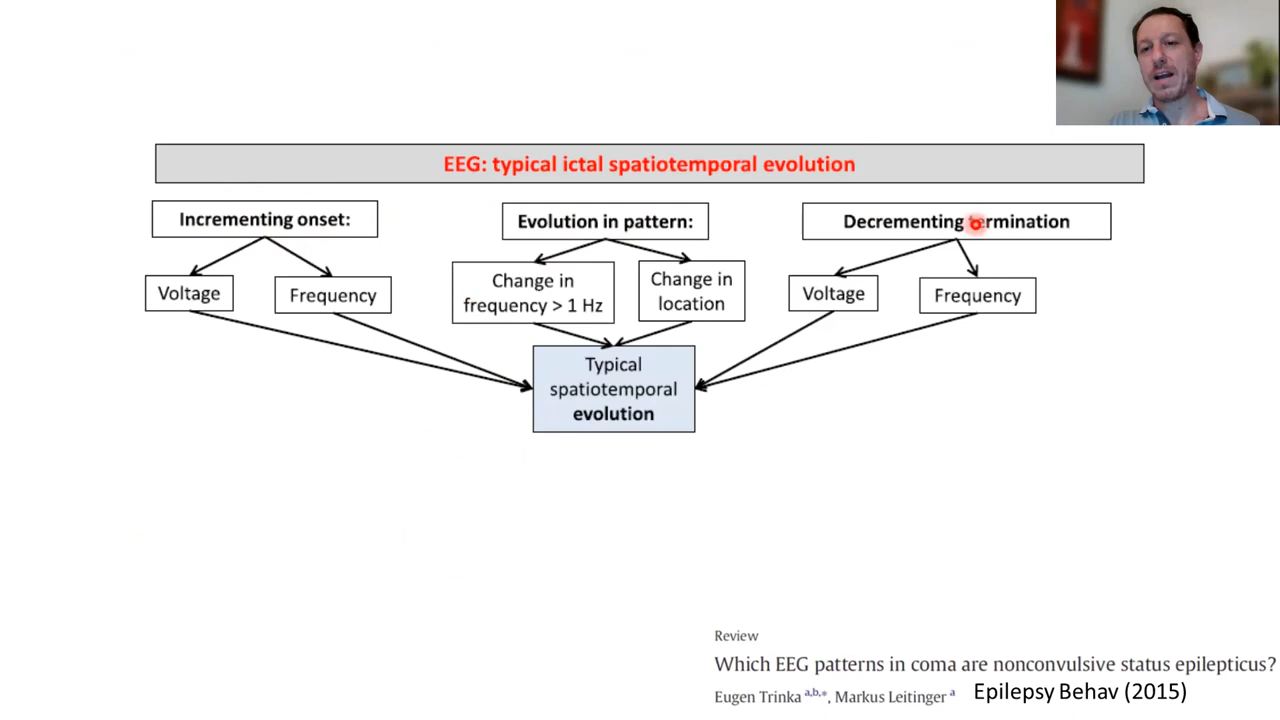 EEG: typical ictal spatiotemporal evolution
Incrementing onset:
Evolution in pattern:
Decrementing termination
Voltage
Frequency
Change in
frequency > 1 Hz
Change in
location
Voltage
Frequency
Typical
spatiotemporal
evolution
Review
Which EEG patterns in coma are nonconvulsive status epilepticus?
Eugen Trinka a,b,*, Markus Leitinger a Epilepsy Behav (2015)